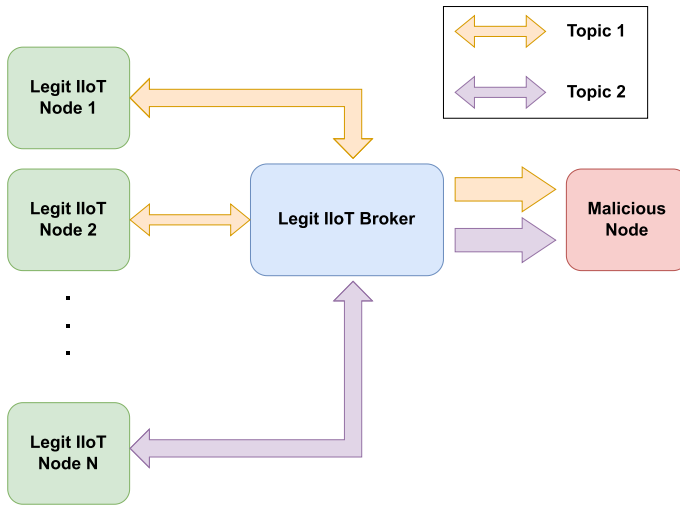 Topic 1
Topic 2
Legit IIoT
Node 1
Legit IIoT
Node 2
Legit IIoT Broker
Malicious
Node
Legit IIoT
Node N